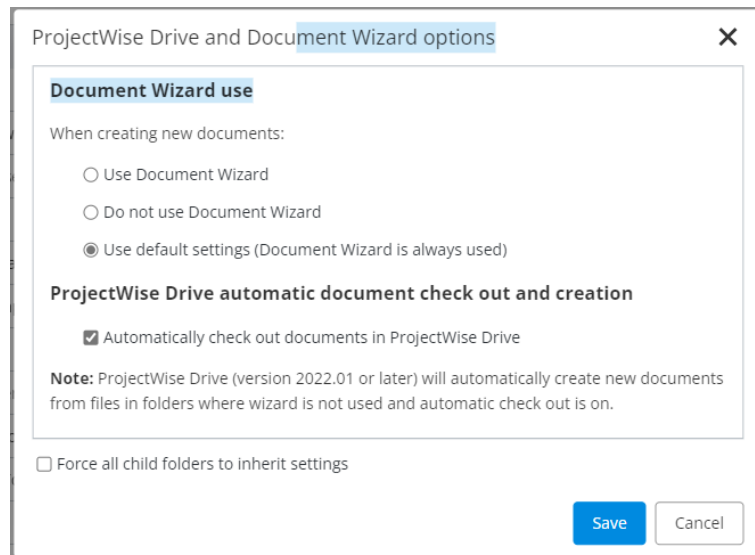 ProjectWise Drive and Document Wizard options
Document Wizard use
When creating new documents:
Use Document Wizard
Do not use Document Wizard
Use default settings (Document Wizard is always used)
ProjectWise Drive automatic document check out and creation
Automatically check out documents in ProjectWise Drive
Note: ProjectWise Drive (version 2022.01 or later) will automatically create new documents
from files in folders where wizard is not used and automatic check out is on.
Force all child folders to inherit settings
Save Cancel